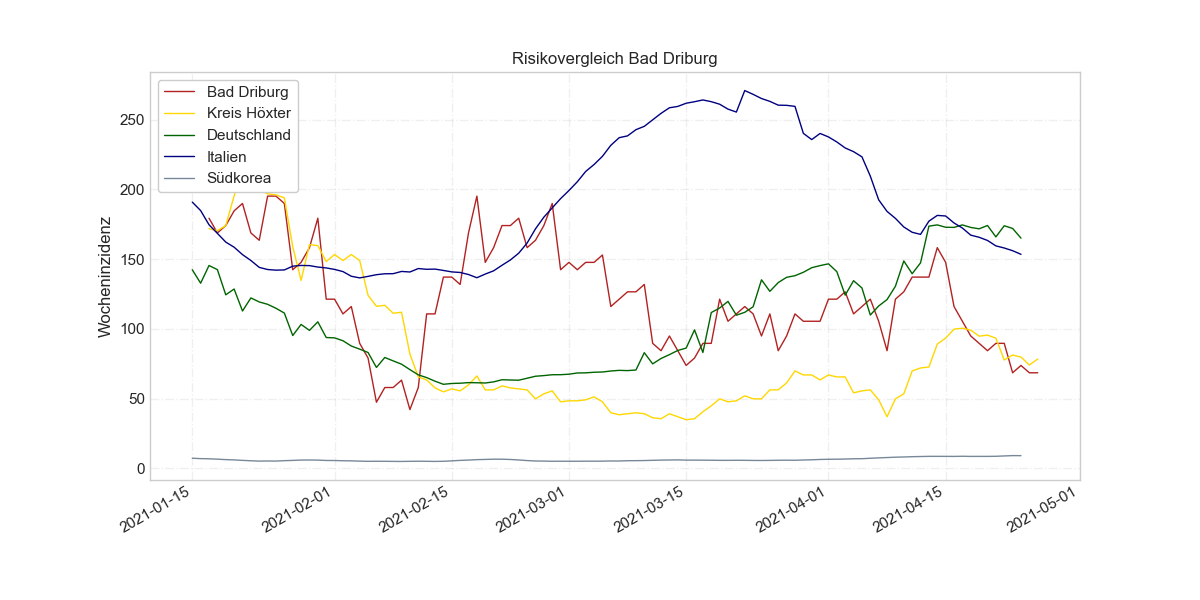 Risikovergleich Bad Driburg
Bad Driburg
Kreis Höxter
Deutschland
Italien
Südkorea
Wocheninzidenz
250
200
150
100
50
0
2021-01-15
2021-02-01
2021-02-15
2021-03-01
2021-03-15
2021-04-01
2021-04-15
2021-05-01